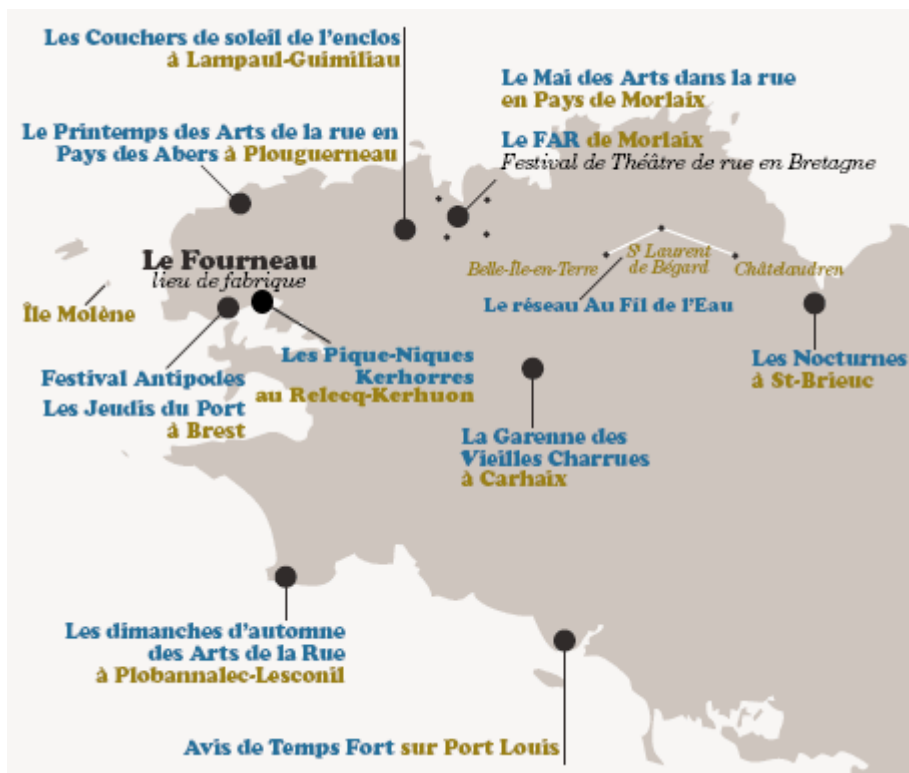 Les Couchers de soleil de l'enclos
à Lampaul-Guimiliau
Le Mai des Arts dans la rue
en Pays de Morlaix
Le Printemps des Arts de la rue en
Pays des Abers à Plouguerneau
Le FAR de Morlaix
Festival de Théâtre de rue en Bretagne
Le Fourneau
lieu de fabrique
Belle-Île-en-Terre
St Laurent
de Bégard
Châtelaudren
Le réseau Au Fil de l'Eau
Île Molène
Festival Antipodes
Les Jeudis du Port
à Brest
Les Pique-Niques
Kerhorres
au Relecq-Kerhuon
Les Nocturnes
à St-Brieuc
La Garenne des
Vieilles Charrues
à Carhaix
Les dimanches d'automne
des Arts de la Rue
à Plobannalec-Lesconil
Avis de Temps Fort sur Port Louis